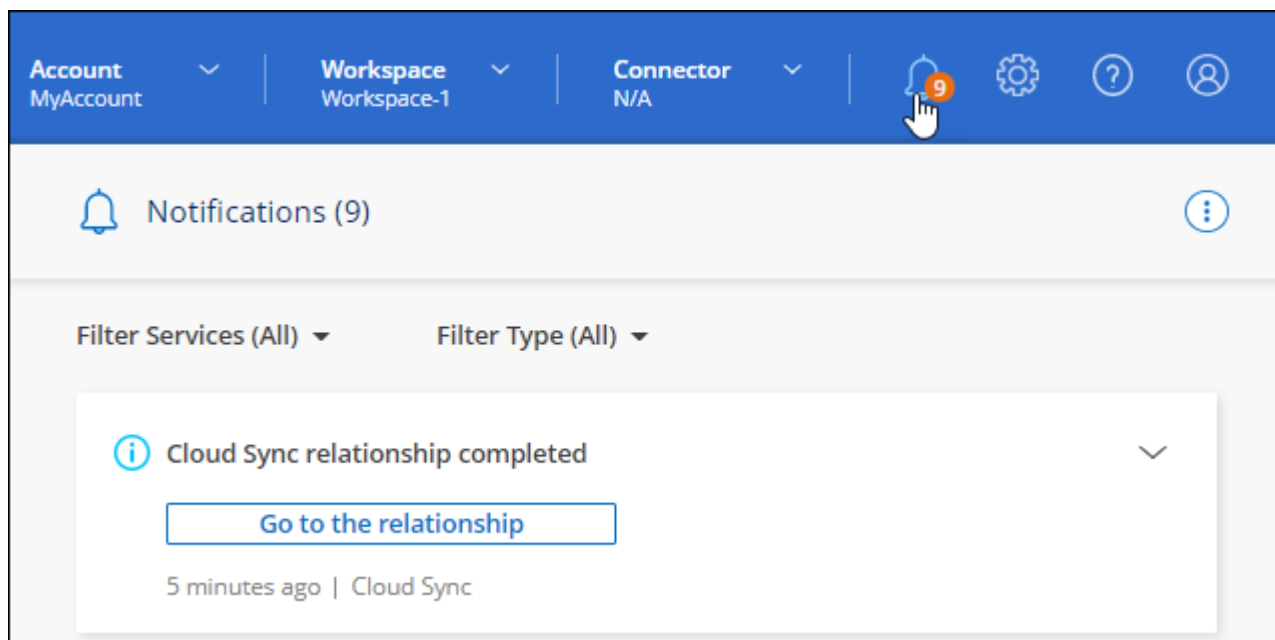 Account
MyAccount
Workspace
Workspace-1
Connector
N/A
9
?
Notifications (9)
Filter Services (All)
Filter Type (All)
i
Cloud Sync relationship completed
Go to the relationship
5 minutes ago | Cloud Sync